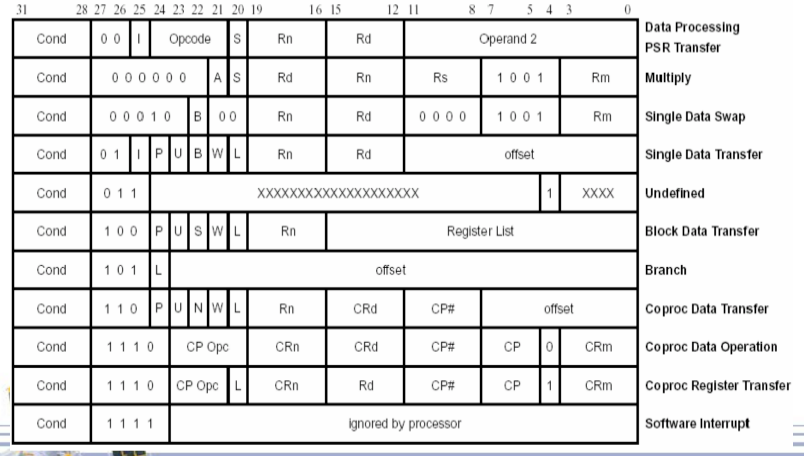 31 28 27 26 25 24 23 22 21 20 19 16 15 12 11 8 7 5 4 3 0
Cond 0 0 I Opcode S Rn Rd Operand 2 Data Processing
PSR Transfer
Cond 0 0 0 0 0 0 A S Rd Rn Rs 1 0 0 1 Rm Multiply
Cond 0 0 0 1 0 B 0 0 Rn Rd 0 0 0 0 1 0 0 1 Rm Single Data Swap
Cond 0 1 I P U B W L Rn Rd offset Single Data Transfer
Cond 0 1 1 XXXXXXXXXXXXXXXXXXXX 1 XXXX Undefined
Cond 1 0 0 P U S W L Rn Register List Block Data Transfer
Cond 1 0 1 L offset Branch
Cond 1 1 0 P U N W L Rn CRd CP# offset Coproc Data Transfer
Cond 1 1 1 0 CP Opc CRn CRd CP# CP 0 CRm Coproc Data Operation
Cond 1 1 1 0 CP Opc L CRn Rd CP# CP 1 CRm Coproc Register Transfer
Cond 1 1 1 1 ignored by processor Software Interrupt